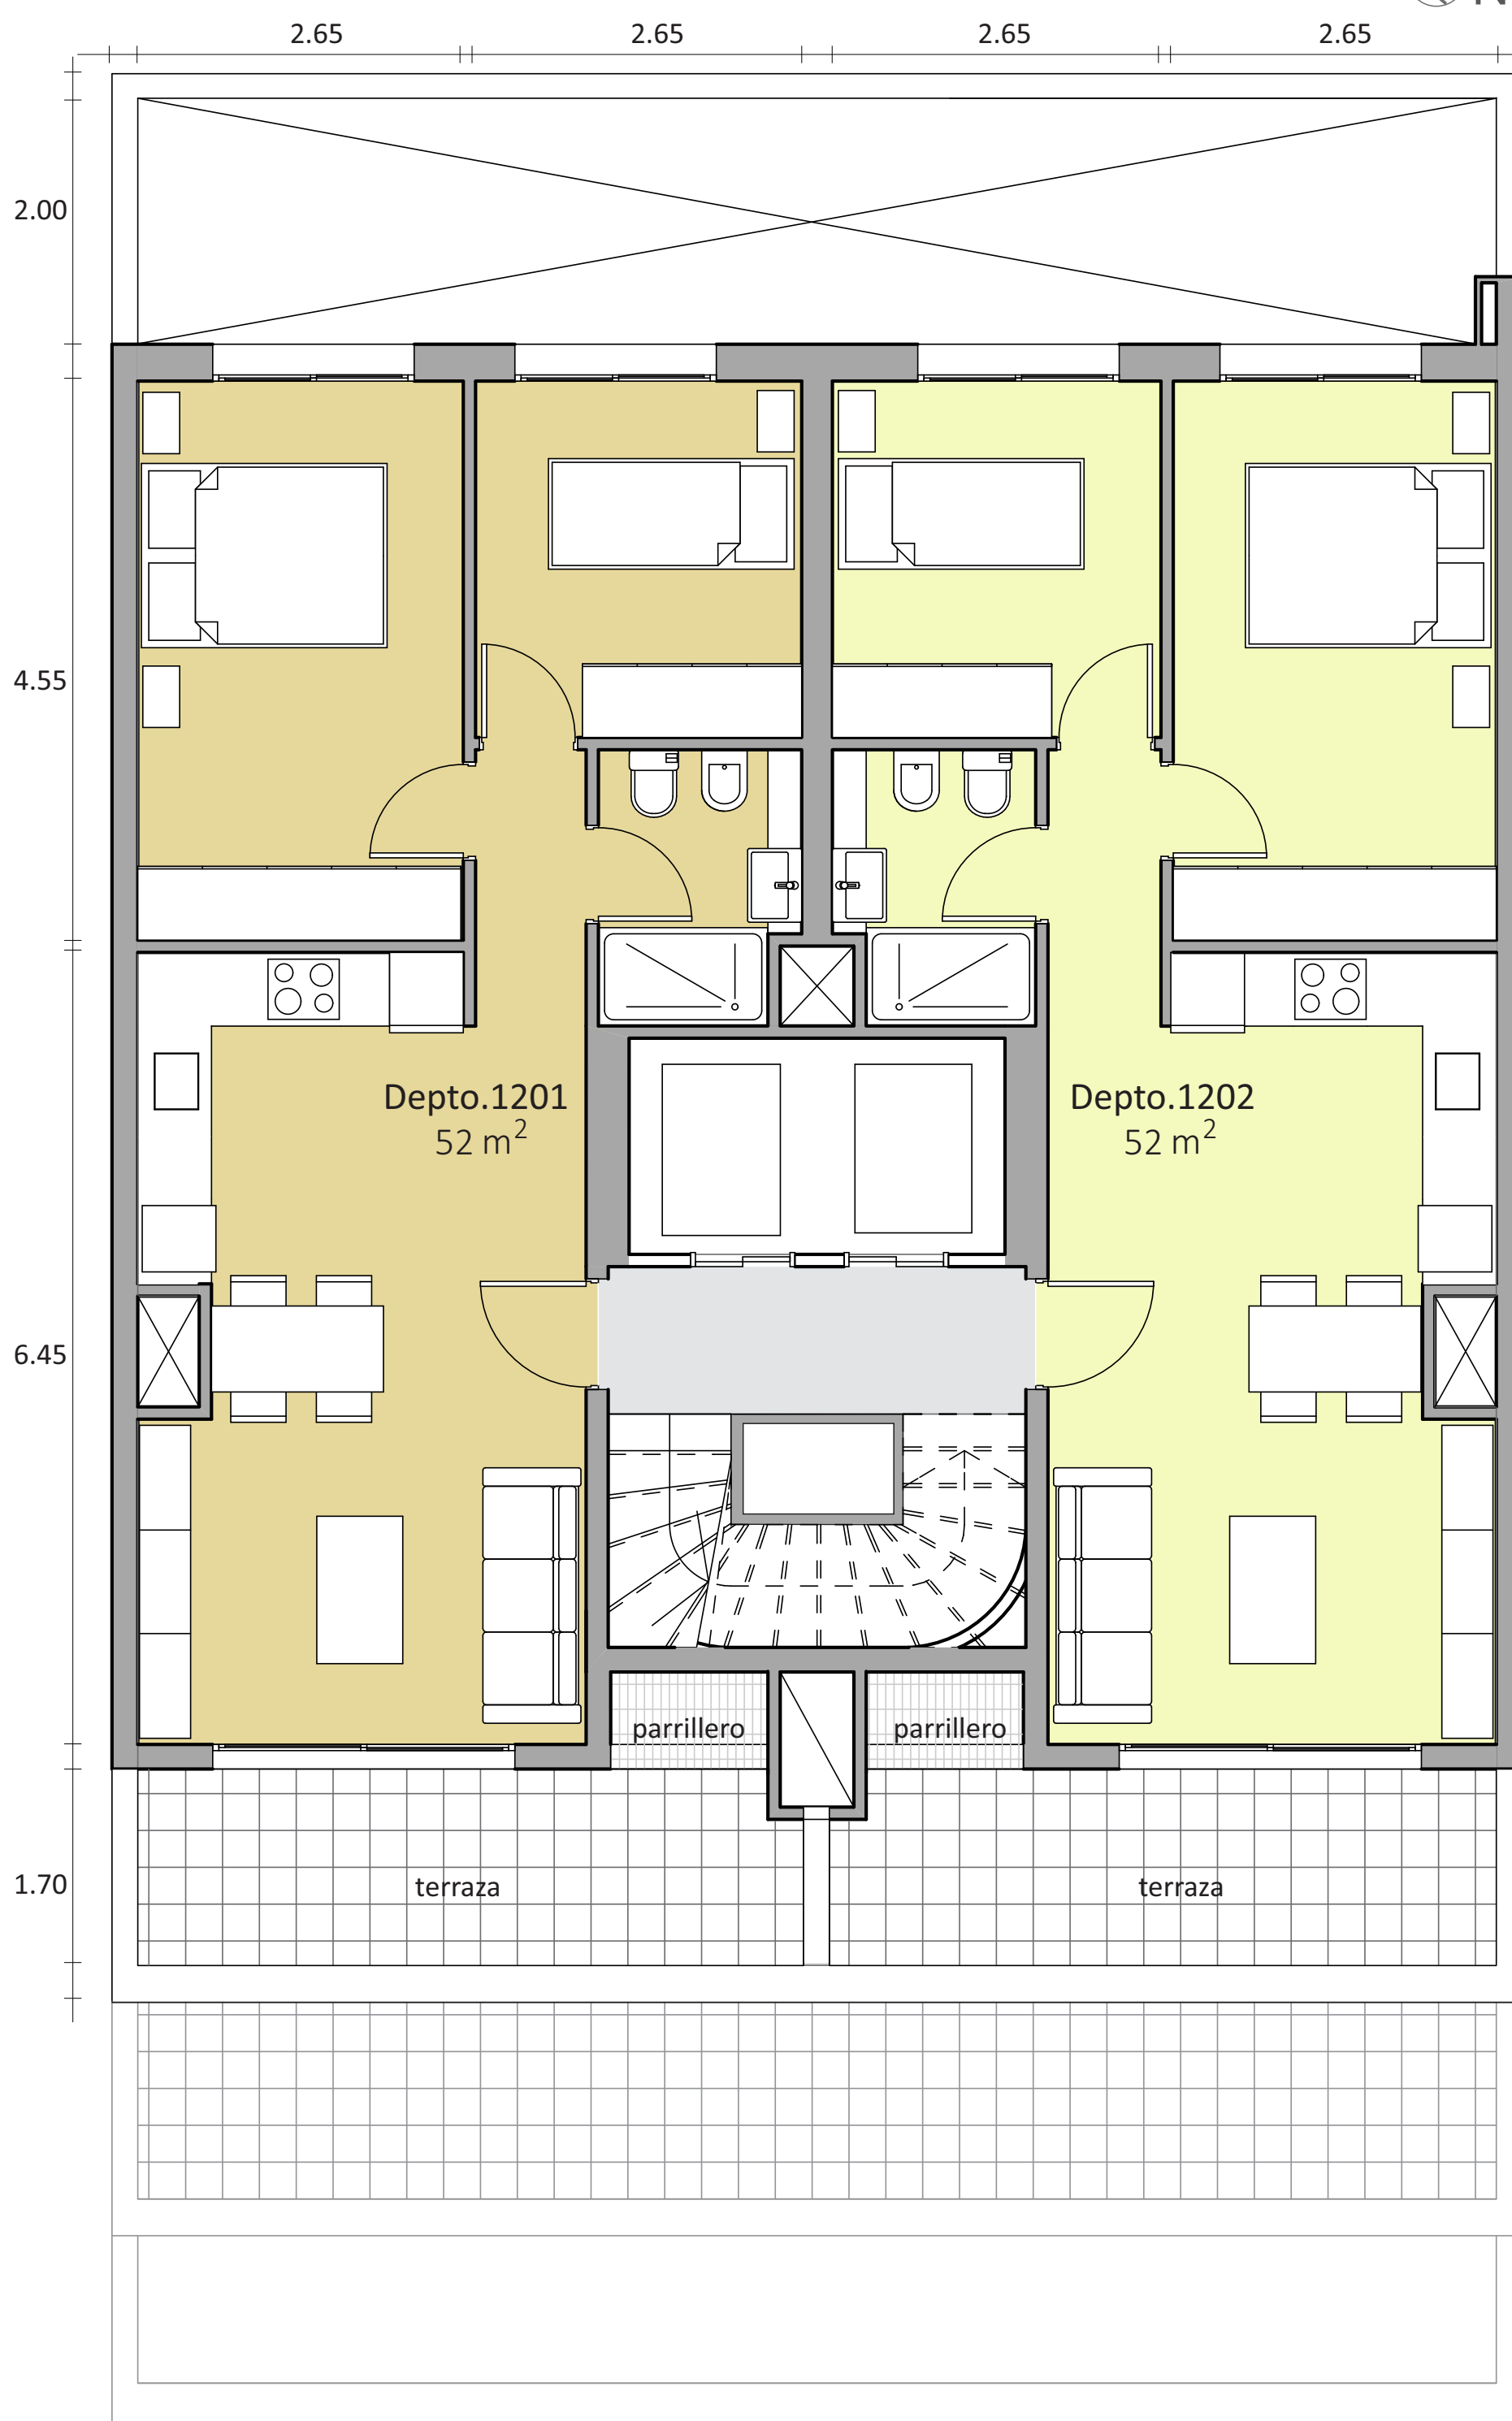 2.65 2.65 2.65 2.65
2.00
4.55
Depto.1201 Depto.1202
52 m² 52 m²
6.45
parrillero parrillero
1.70 terraza terraza